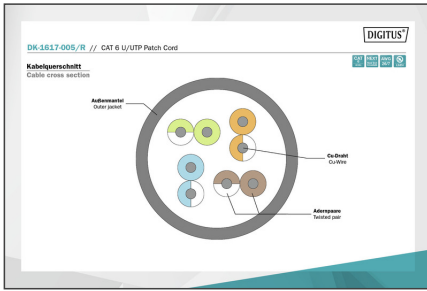 DIGITUS®
DK-1617-005/R // CAT 6 U/UTP Patch Cord
Kabelquerschnitt
Cable cross section
Außenmantel
Outer jacket
Cu-Draht
Cu-Wire
Adernpaare
Twisted pair